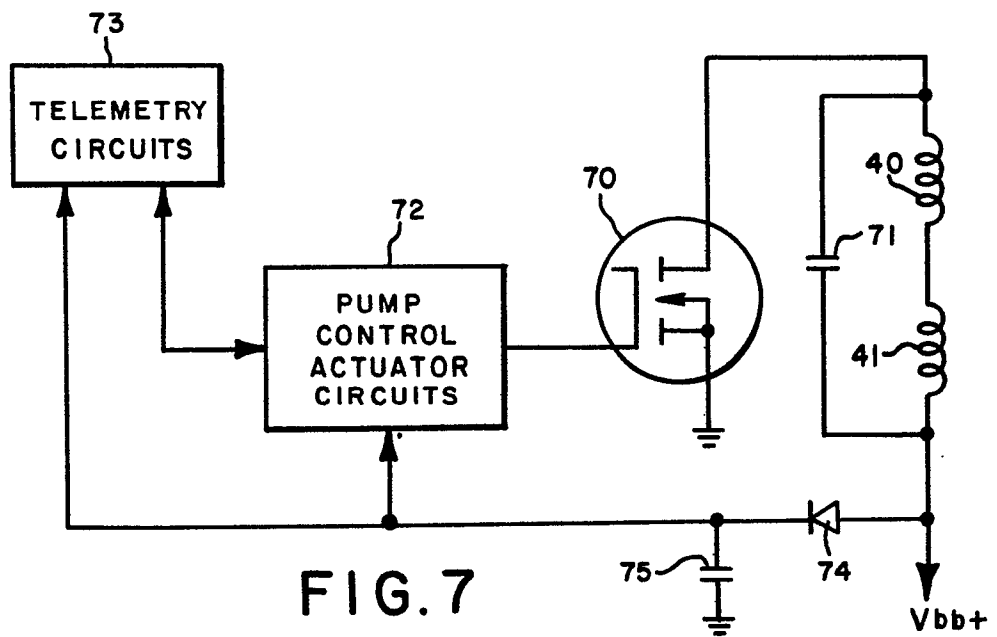 73
TELEMETRY
CIRCUITS
72
PUMP
CONTROL
ACTUATOR
CIRCUITS
70
40
71
41
75
74
Vbb+
FIG. 7